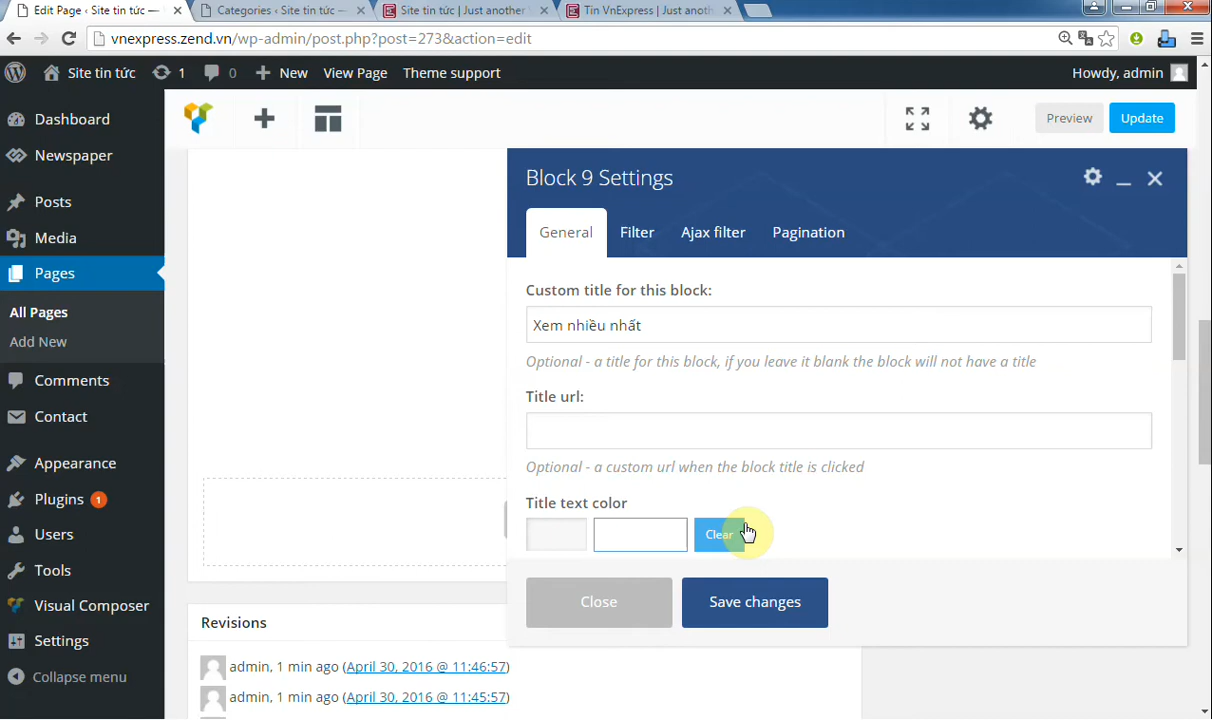 Edit Page ‹ Site tin tức —
Categories ‹ Site tin tức —
Site tin tức | Just another
Tin VnExpress | Just anoth
vnexpress.zend.vn/wp-admin/post.php?post=273&action=edit
Site tin tức
1
0
New
View Page
Theme support
Howdy, admin
Dashboard
Newspaper
Posts
Media
Pages
All Pages
Add New
Comments
Contact
Appearance
Plugins 1
Users
Tools
Visual Composer
Settings
Collapse menu
Preview
Update
Block 9 Settings
General
Filter
Ajax filter
Pagination
Custom title for this block:
Xem nhiều nhất
Optional - a title for this block, if you leave it blank the block will not have a title
Title url:
Optional - a custom url when the block title is clicked
Title text color
Clear
Close
Save changes
Revisions
admin, 1 min ago (April 30, 2016 @ 11:46:57)
admin, 1 min ago (April 30, 2016 @ 11:45:57)